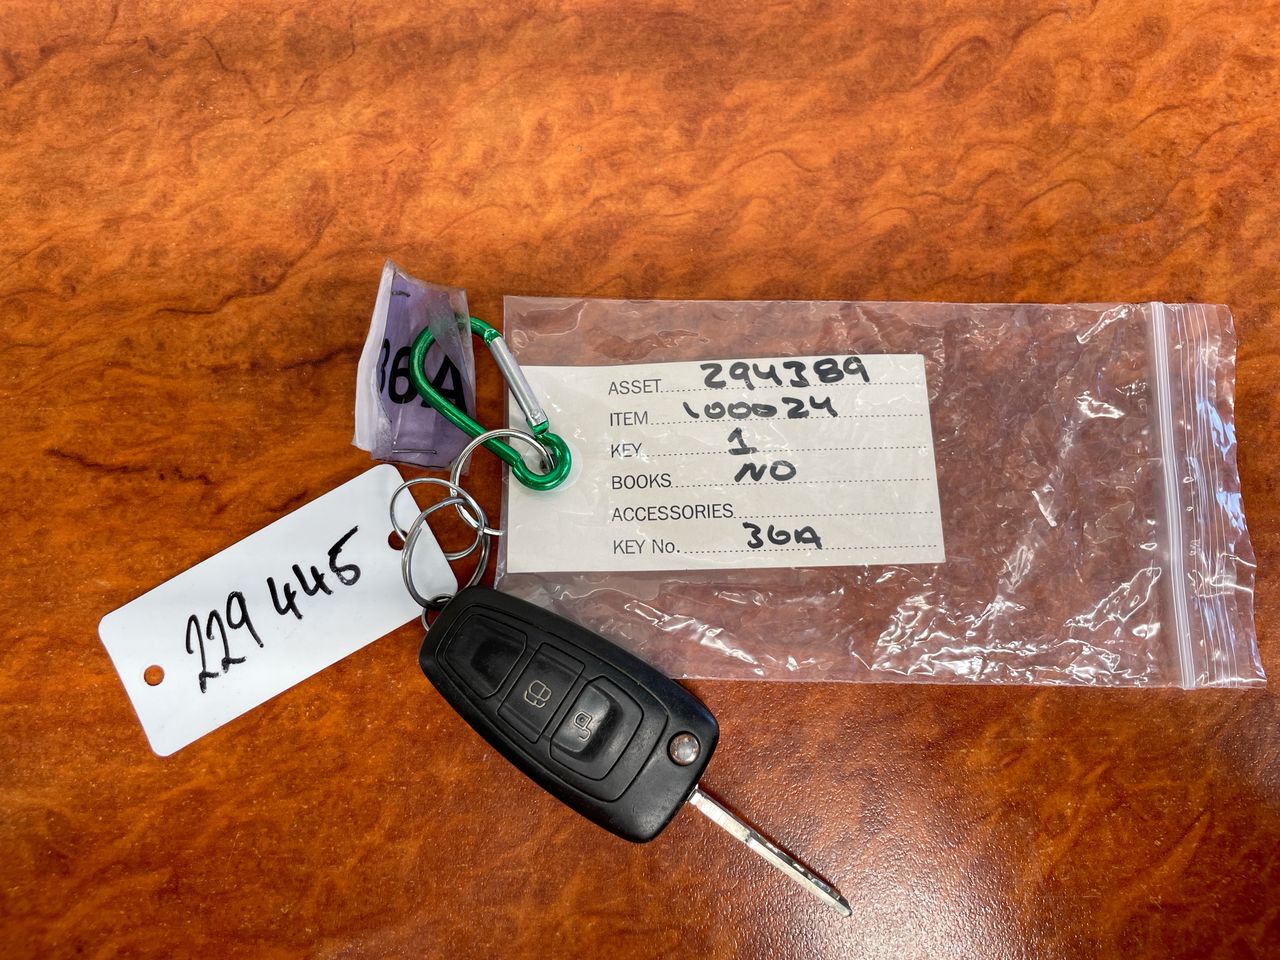 36A
ASSET 294389
ITEM 100024
KEY 1
BOOKS NO
ACCESSORIES
KEY No. 36A
229 445